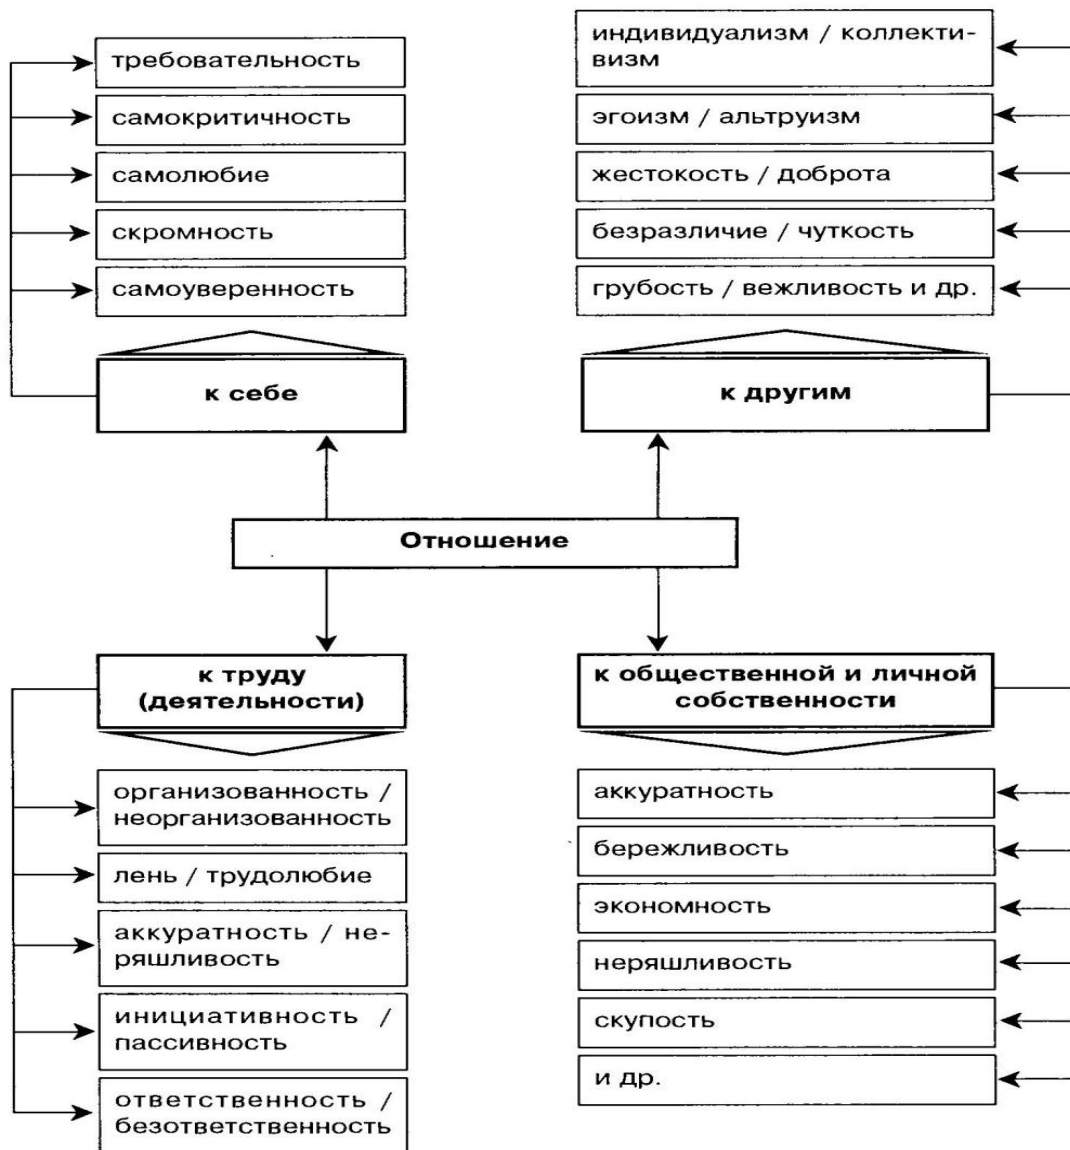 требовательность
самокритичность
самолюбие
скромность
самоуверенность
к себе
индивидуализм / коллекти-
визм
эгоизм / альтруизм
жестокость / доброта
безразличие / чуткость
грубость / вежливость и др.
к другим
Отношение
к труду
(деятельности)
организованность /
неорганизованность
лень / трудолюбие
аккуратность / не-
ряшливость
инициативность /
пассивность
ответственность /
безответственность
к общественной и личной
собственности
аккуратность
бережливость
экономность
неряшливость
скупость
и др.